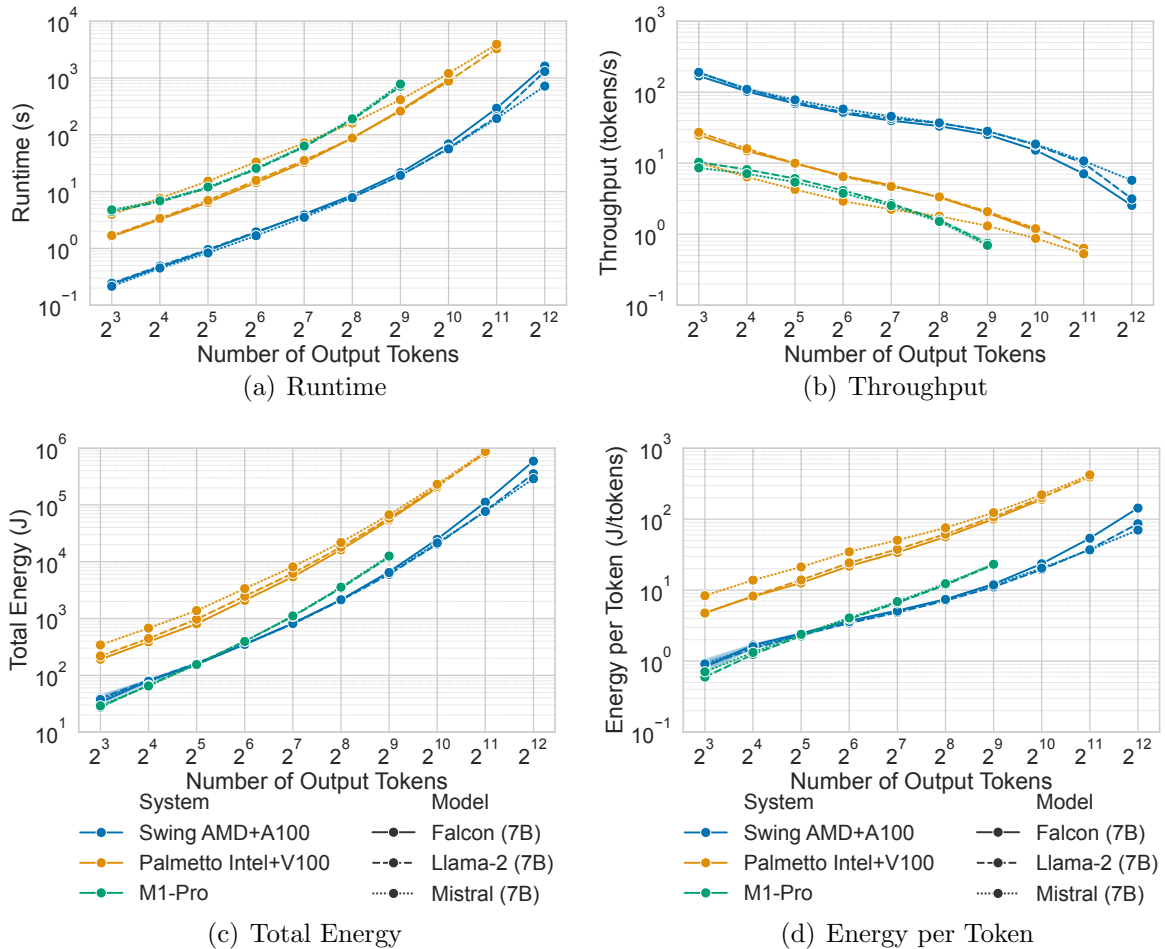 Runtime (s)
10^4
10^3
10^2
10^1
10^0
10^−1
2^3 2^4 2^5 2^6 2^7 2^8 2^9 2^10 2^11 2^12
Number of Output Tokens
(a) Runtime
Throughput (tokens/s)
10^3
10^2
10^1
10^0
10^−1
2^3 2^4 2^5 2^6 2^7 2^8 2^9 2^10 2^11 2^12
Number of Output Tokens
(b) Throughput
Total Energy (J)
10^6
10^5
10^4
10^3
10^2
10^1
2^3 2^4 2^5 2^6 2^7 2^8 2^9 2^10 2^11 2^12
Number of Output Tokens
System Model
Swing AMD+A100 Falcon (7B)
Palmetto Intel+V100 Llama-2 (7B)
M1-Pro Mistral (7B)
(c) Total Energy
Energy per Token (J/tokens)
10^3
10^2
10^1
10^0
10^−1
2^3 2^4 2^5 2^6 2^7 2^8 2^9 2^10 2^11 2^12
Number of Output Tokens
System Model
Swing AMD+A100 Falcon (7B)
Palmetto Intel+V100 Llama-2 (7B)
M1-Pro Mistral (7B)
(d) Energy per Token